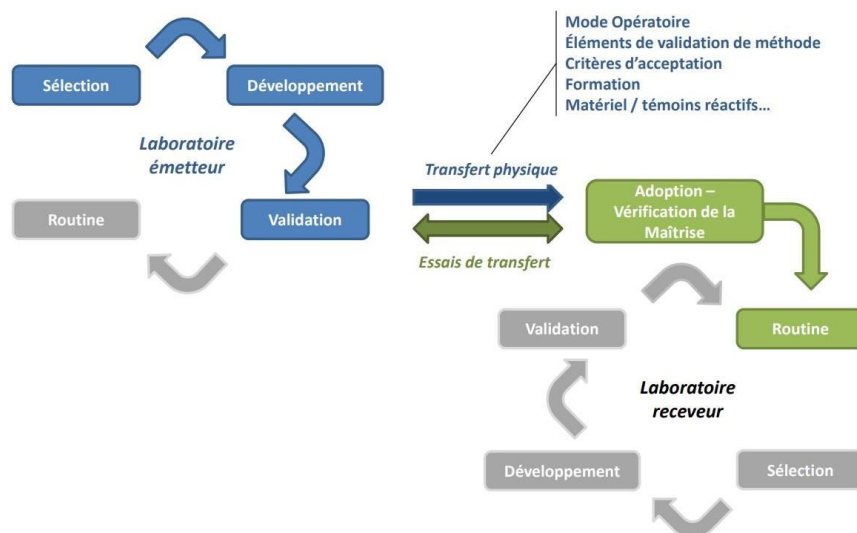 Mode Opératoire
Éléments de validation de méthode
Critères d'acceptation
Formation
Matériel / témoins réactifs…
Sélection
Développement
Laboratoire
émetteur
Transfert physique
Routine
Validation
Adoption –
Vérification de la
Maîtrise
Essais de transfert
Validation
Routine
Laboratoire
receveur
Développement
Sélection